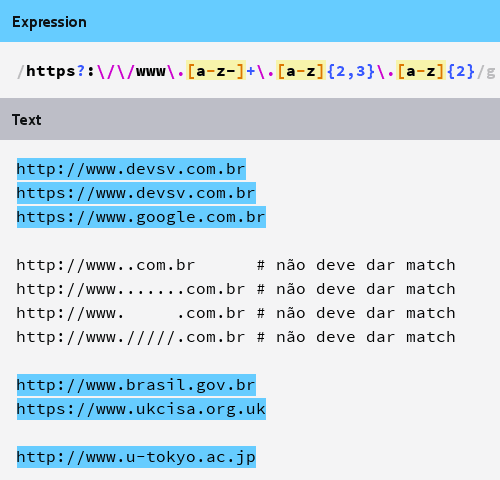 Expression
/https?:\/\/www\.[a-z-]+\.[a-z]{2,3}\.[a-z]{2}/g
Text
http://www.devsv.com.br
https://www.devsv.com.br
https://www.google.com.br
http://www..com.br      # não deve dar match
http://www.......com.br # não deve dar match
http://www.     .com.br # não deve dar match
http://www./////.com.br # não deve dar match
http://www.brasil.gov.br
https://www.ukcisa.org.uk
http://www.u-tokyo.ac.jp